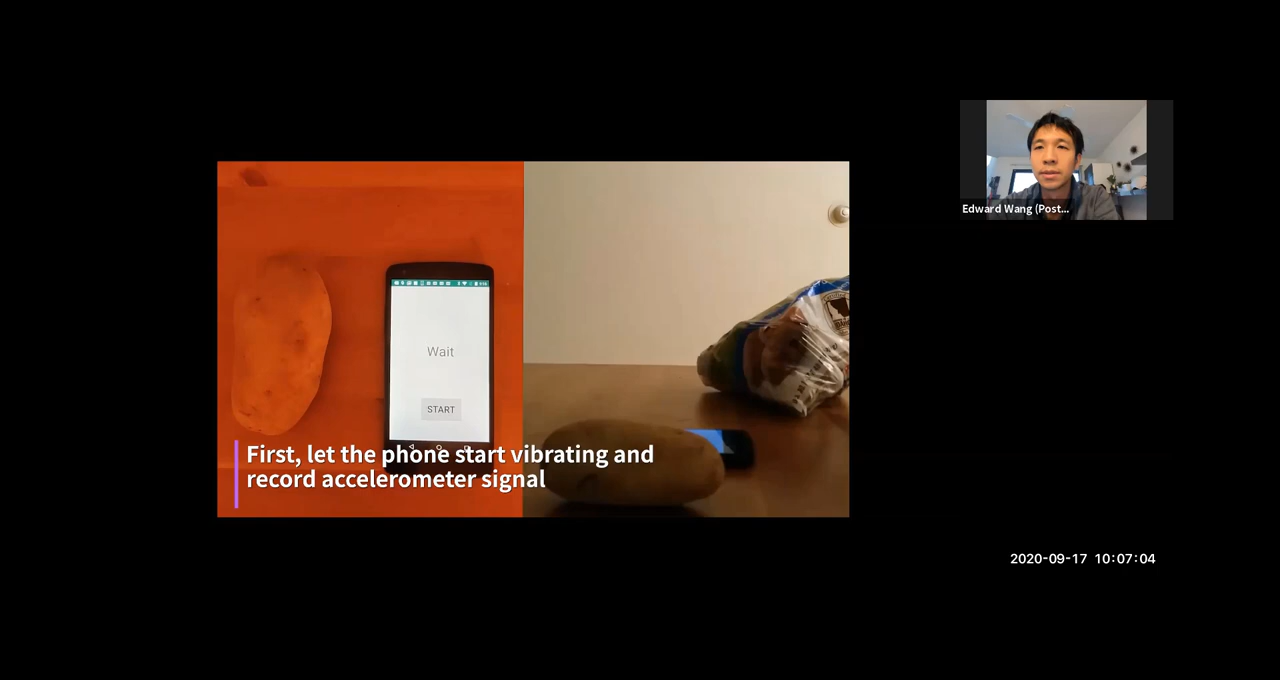 Wait
START
First, let the phone start vibrating and
record accelerometer signal
Edward Wang (Post...
2020-09-17 10:07:04